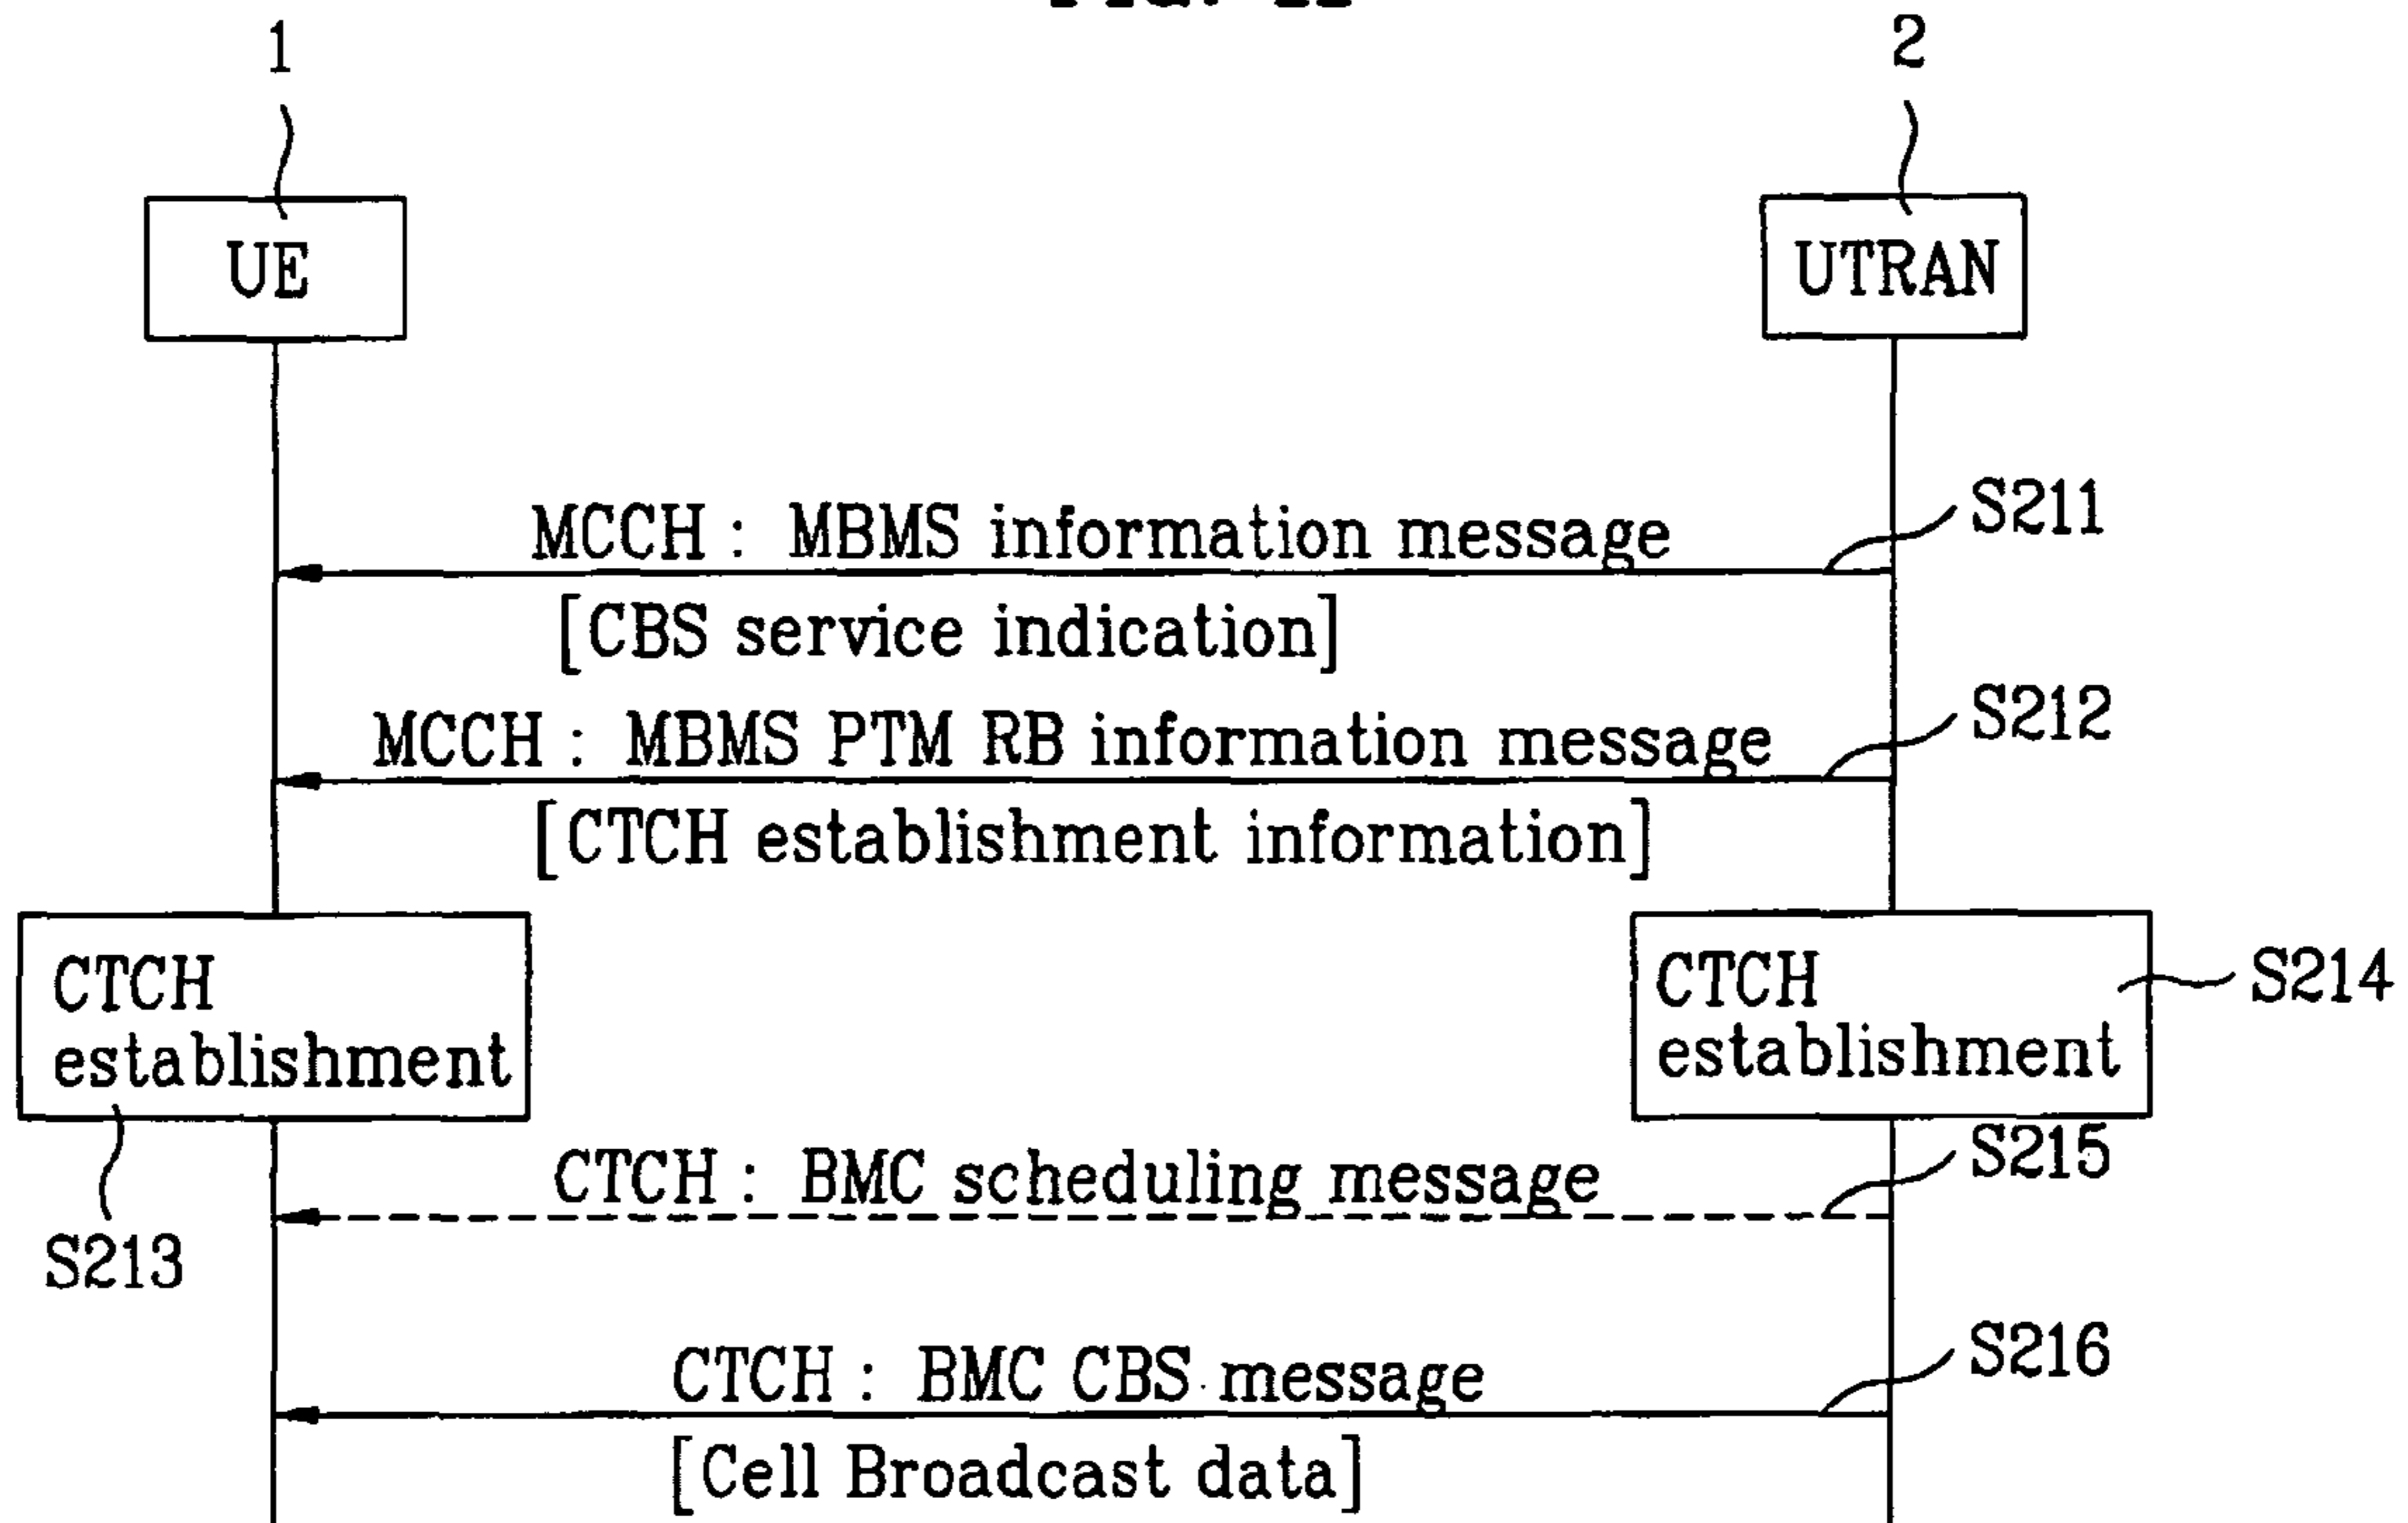 1
2
UE
UTRAN
MCCH : MBMS information message
S211
[CBS service indication]
MCCH : MBMS PTM RB information message
S212
[CTCH establishment information]
CTCH
establishment
CTCH
establishment
S214
S213
CTCH : BMC scheduling message
S215
CTCH : BMC CBS message
S216
[Cell Broadcast data]